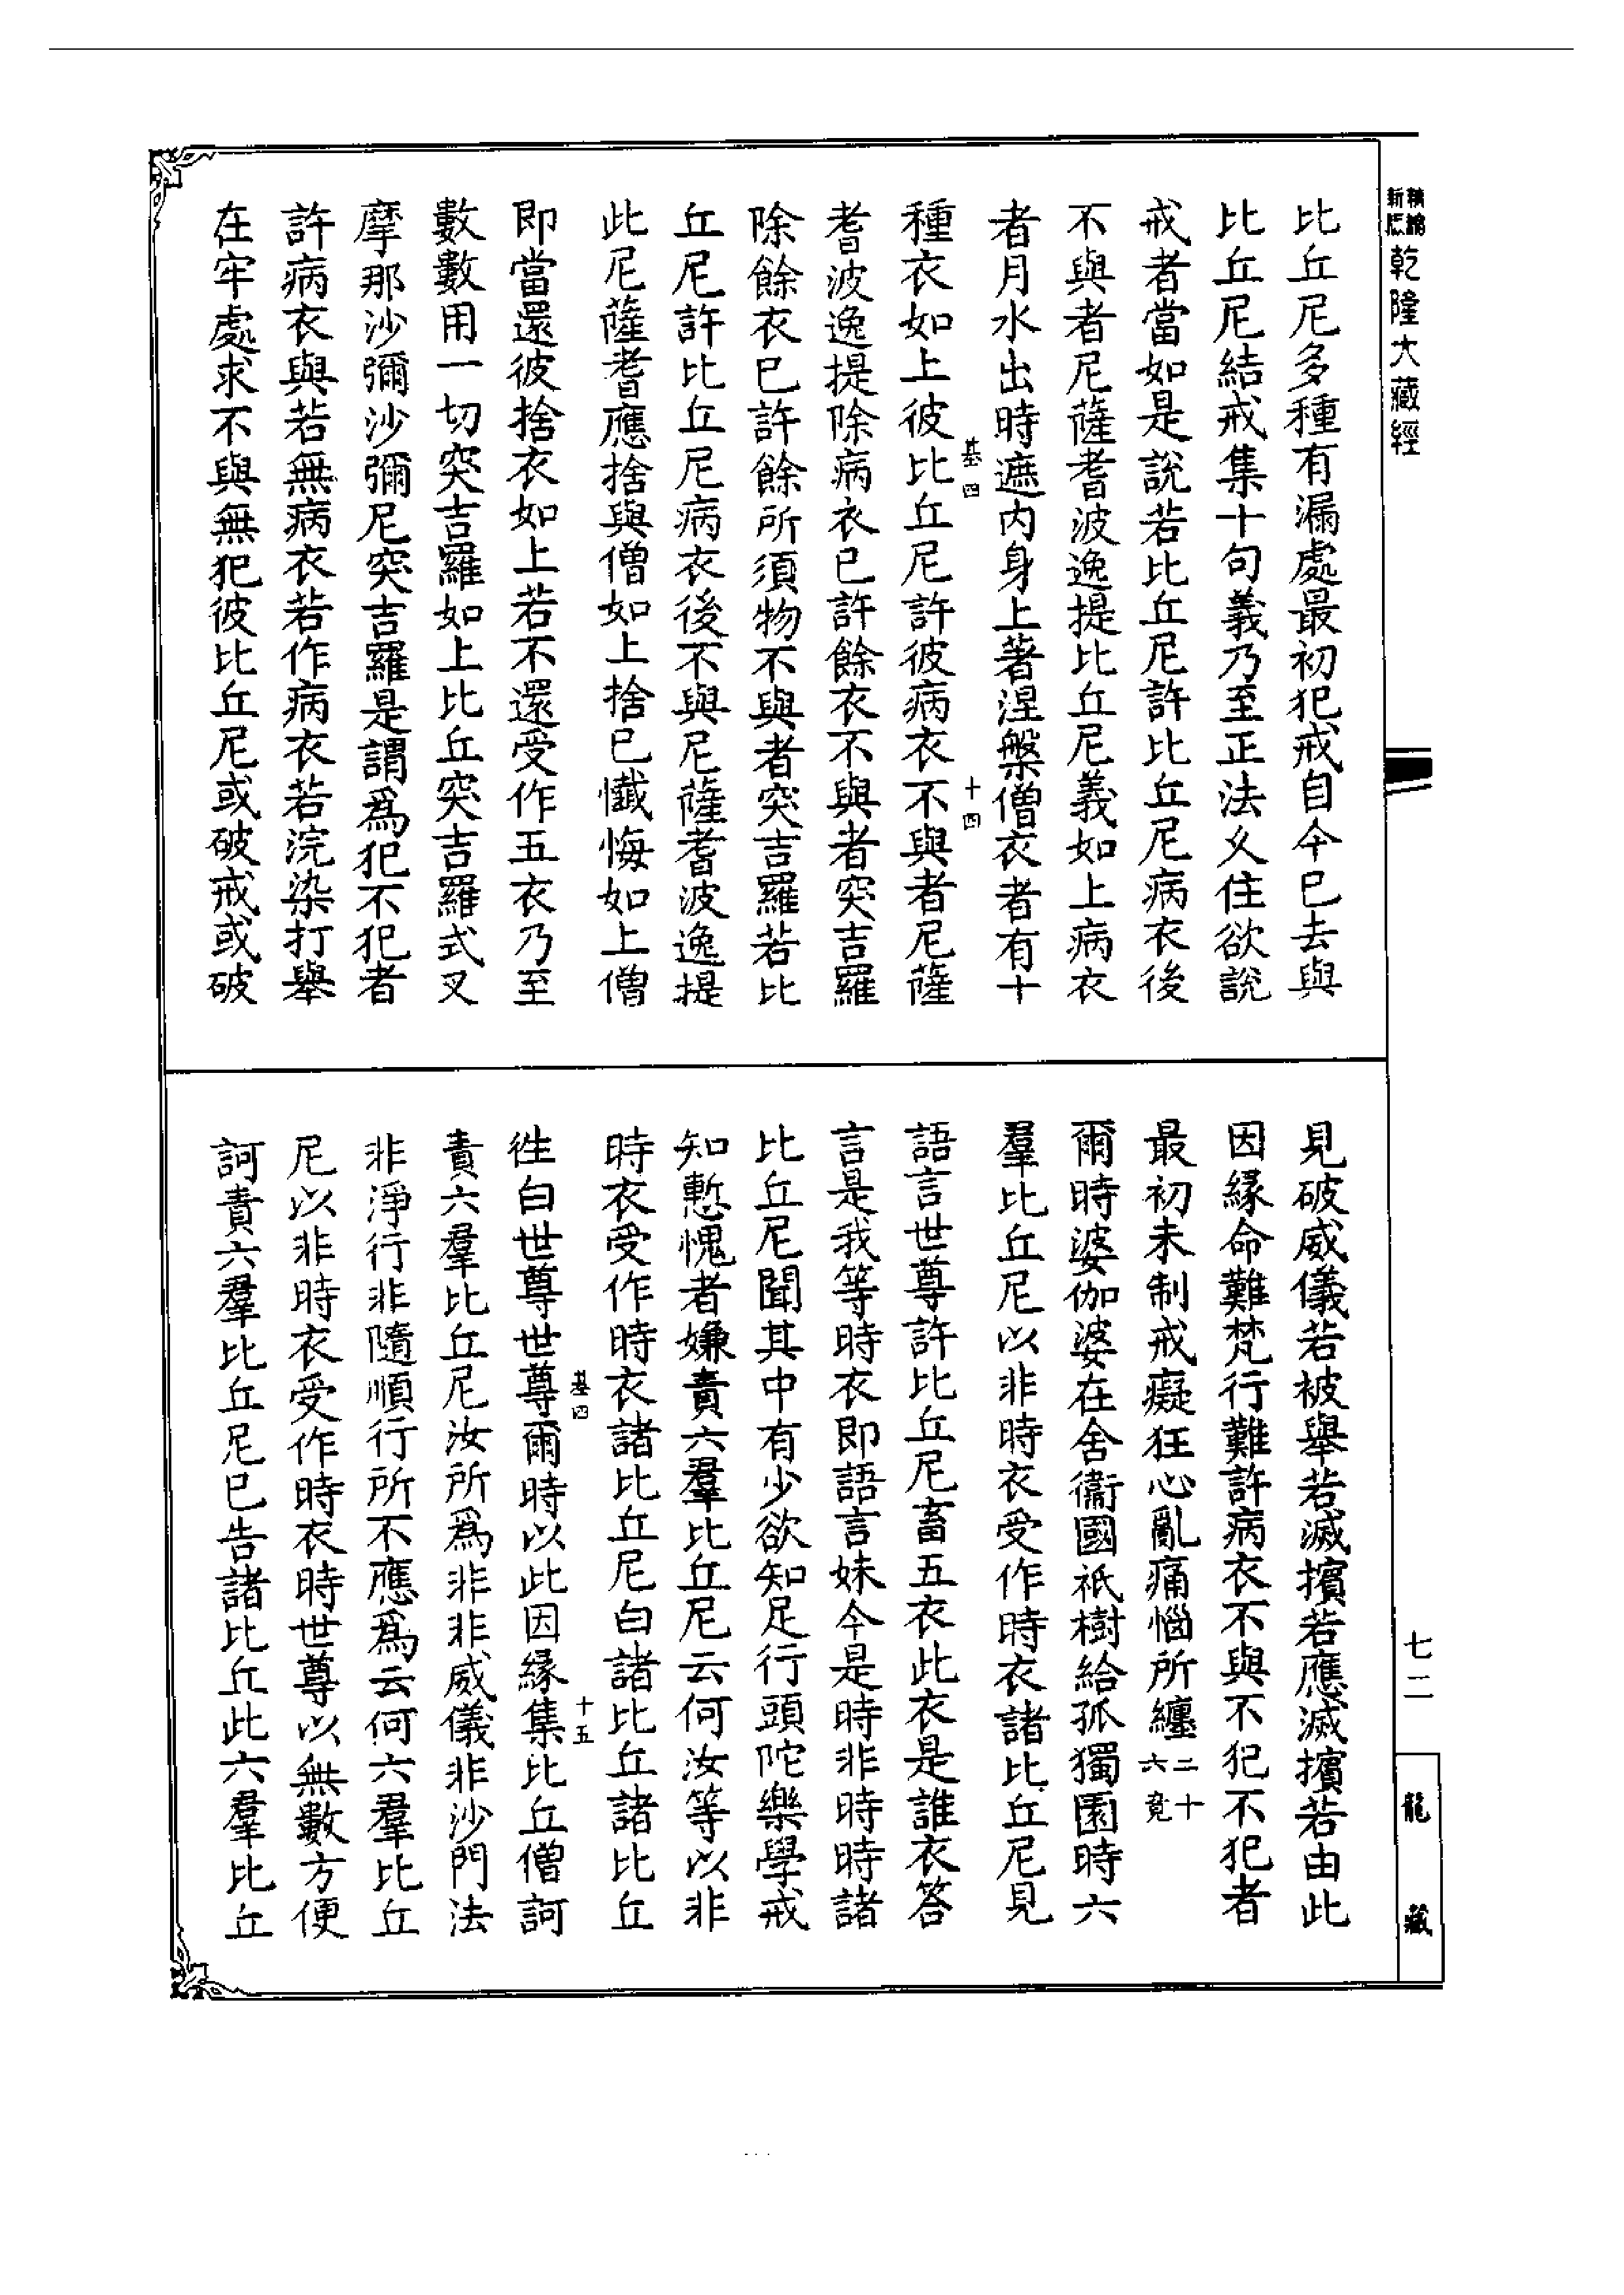 新版精編乾隆大藏經
比丘尼多種有漏處最初犯戒自今已去與
比丘尼結戒集十句義乃至正法久住欲說
戒者當如是說若比丘尼許比丘尼病衣後
不與者尼薩耆波逸提比丘尼義如上病衣
者月水出時遮內身上著涅槃僧衣者有十
基四 十四
種衣如上彼比丘尼許彼病衣不與者尼薩
耆波逸提除病衣已許餘衣不與者突吉羅
除餘衣已許餘所須物不與者突吉羅若比
丘尼許比丘尼病衣後不與尼薩耆波逸提
此尼薩耆應捨與僧如上捨已懺悔如上僧
即當還彼捨衣如上若不還受作五衣乃至
數數用一切突吉羅如上比丘突吉羅式叉
摩那沙彌沙彌尼突吉羅是謂為犯不犯者
許病衣與若無病衣若作病衣若浣染打舉
在牢處求不與無犯彼比丘尼或破戒或破
見破威儀若被舉若滅擯若應滅擯若由此
因緣命難梵行難許病衣不與不犯不犯者
最初未制戒癡狂心亂痛惱所纏二十六竟
爾時婆伽婆在舍衛國祇樹給孤獨園時六
羣比丘尼以非時衣受作時衣諸比丘尼見
語言世尊許比丘尼畜五衣此衣是誰衣答
言是我等時衣即語言妹今是時非時時諸
比丘尼聞其中有少欲知足行頭陀樂學戒
知慙愧者嫌責六羣比丘尼云何汝等以非
時衣受作時衣諸比丘尼白諸比丘諸比丘
基四 十五
徃白世尊世尊爾時以此因緣集比丘僧訶
責六羣比丘尼汝所為非非威儀非沙門法
非淨行非隨順行所不應為云何六羣比丘
尼以非時衣受作時衣時世尊以無數方便
訶責六羣比丘尼已告諸比丘此六羣比丘
七二
龍藏